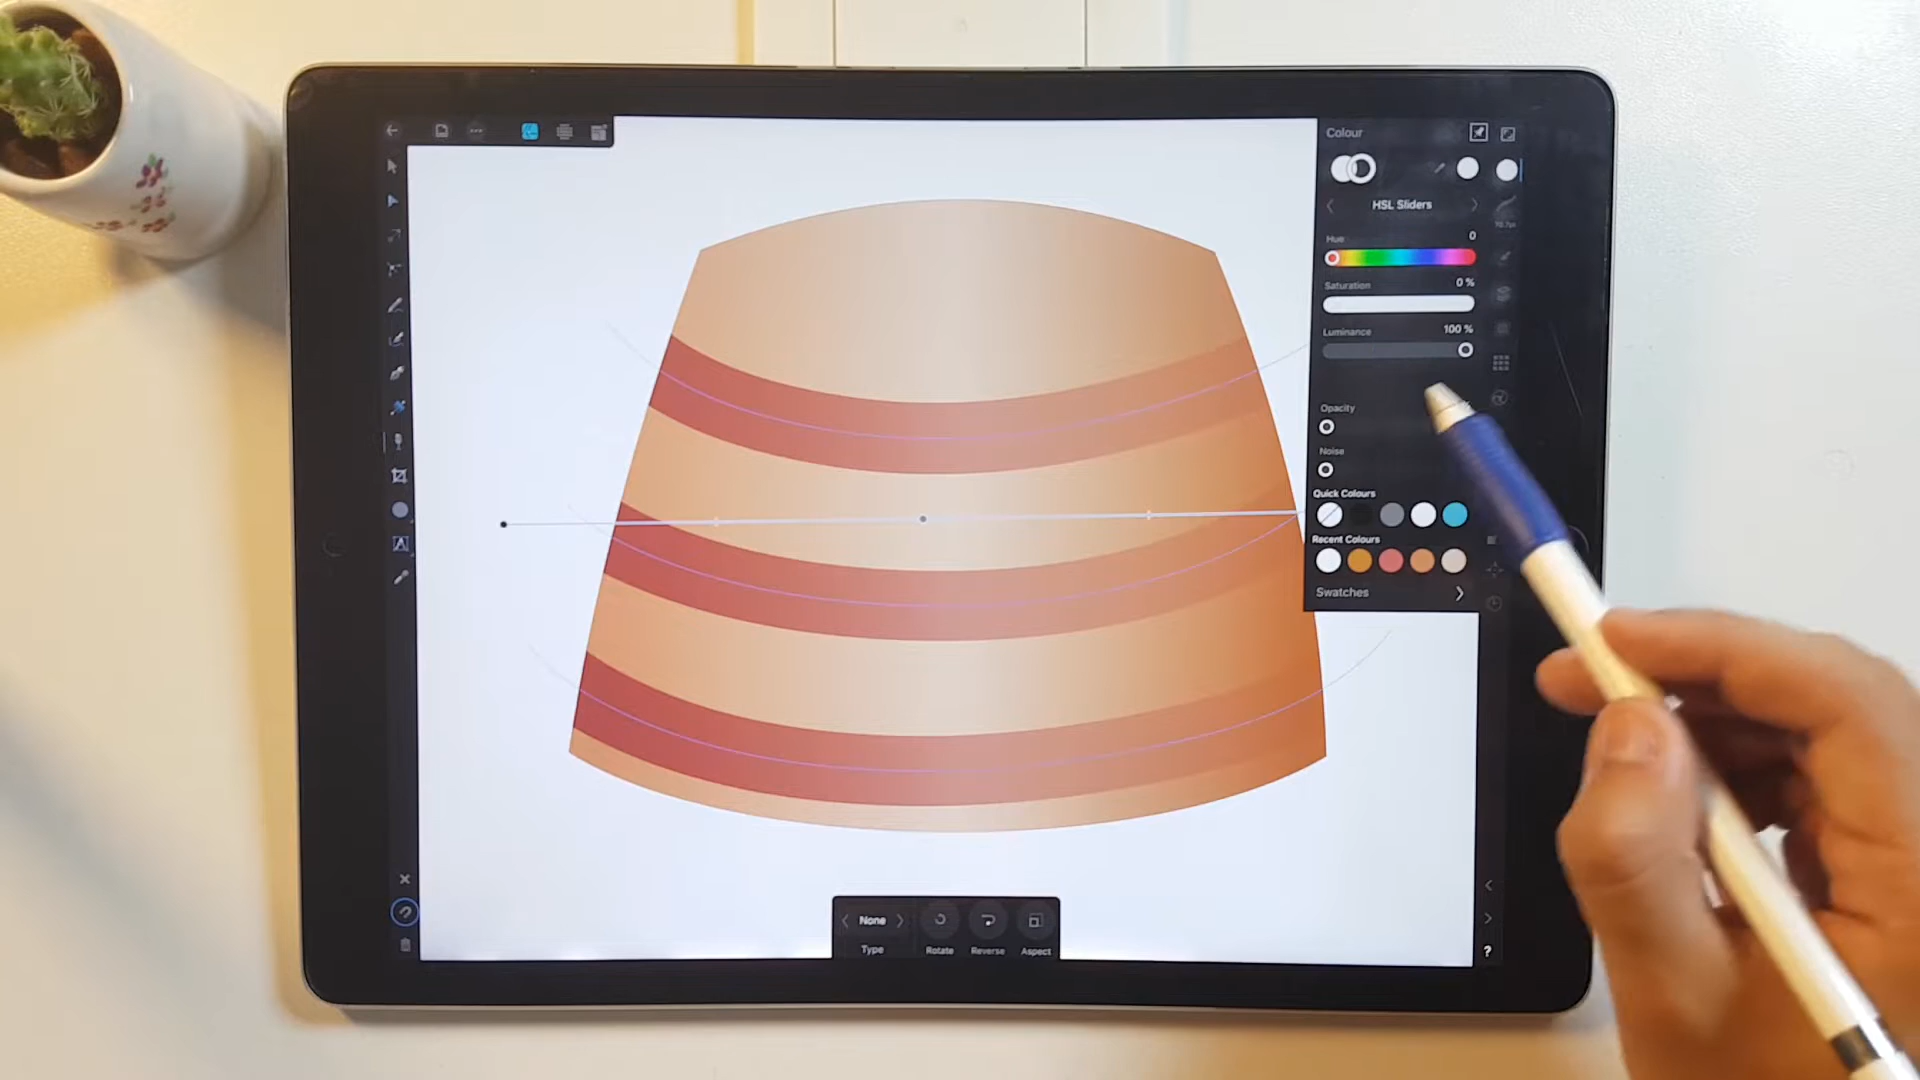 Colour
HSL Sliders
Hue 0
Saturation 0 %
Luminance 100 %
Opacity
Noise
Quick Colours
Recent Colours
Swatches
None
Type
Rotate
Reverse
Aspect
?